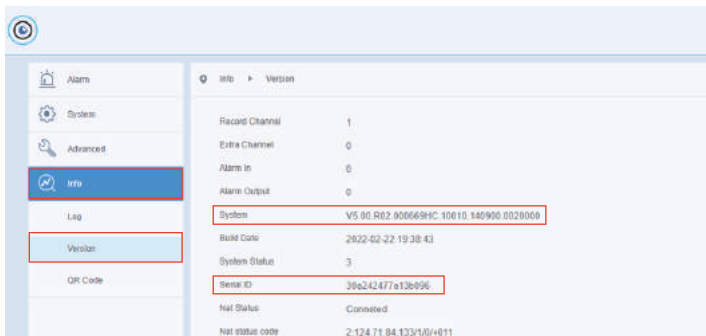 Alarm
Info ▸ Version
System
Record Channel 1
Advanced
Extra Channel 0
Alarm In 0
Info
Alarm Output 0
Log
System V5.00.R02.000669HC.10010.140900.0020000
Build Date 2022-02-22 19:38:43
Version
System Status 3
QR Code
Serial ID 30a242477a13b096
Nat Status Conneted
Nat status code 2:124.71.84.133/1/0/+011